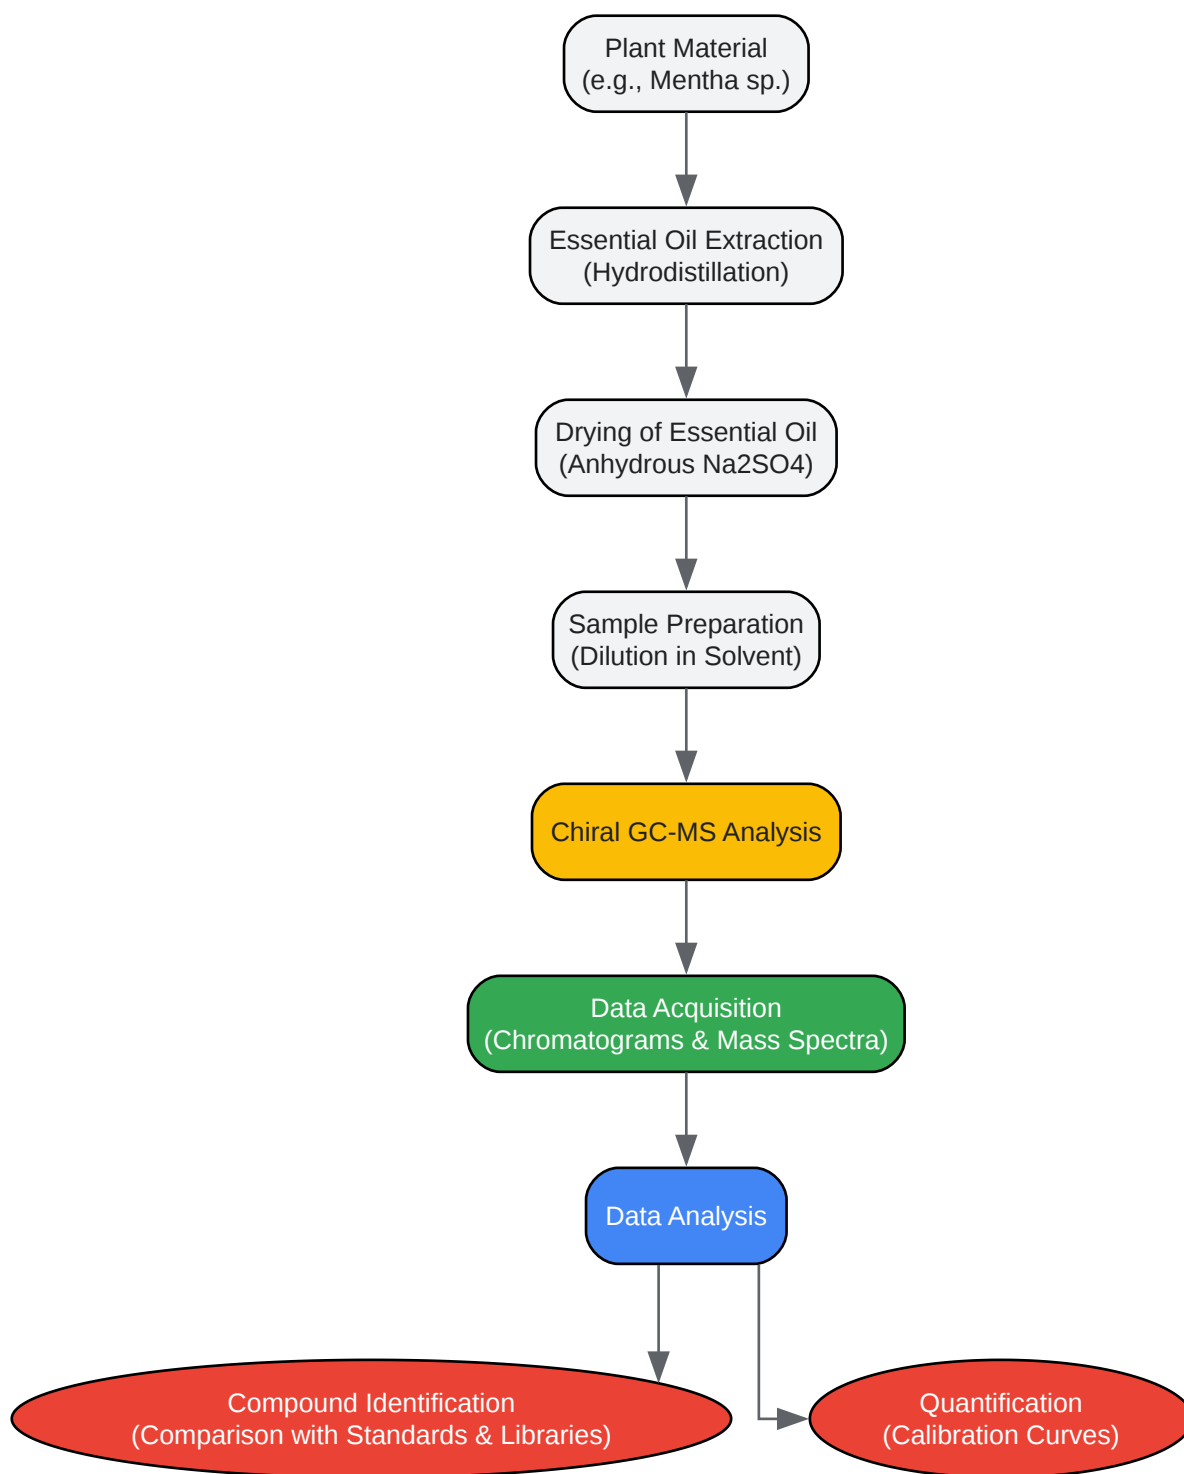 Plant Material
(e.g., Mentha sp.)
Essential Oil Extraction
(Hydrodistillation)
Drying of Essential Oil
(Anhydrous Na2SO4)
Sample Preparation
(Dilution in Solvent)
Chiral GC-MS Analysis
Data Acquisition
(Chromatograms & Mass Spectra)
Data Analysis
Compound Identification
(Comparison with Standards & Libraries)
Quantification
(Calibration Curves)